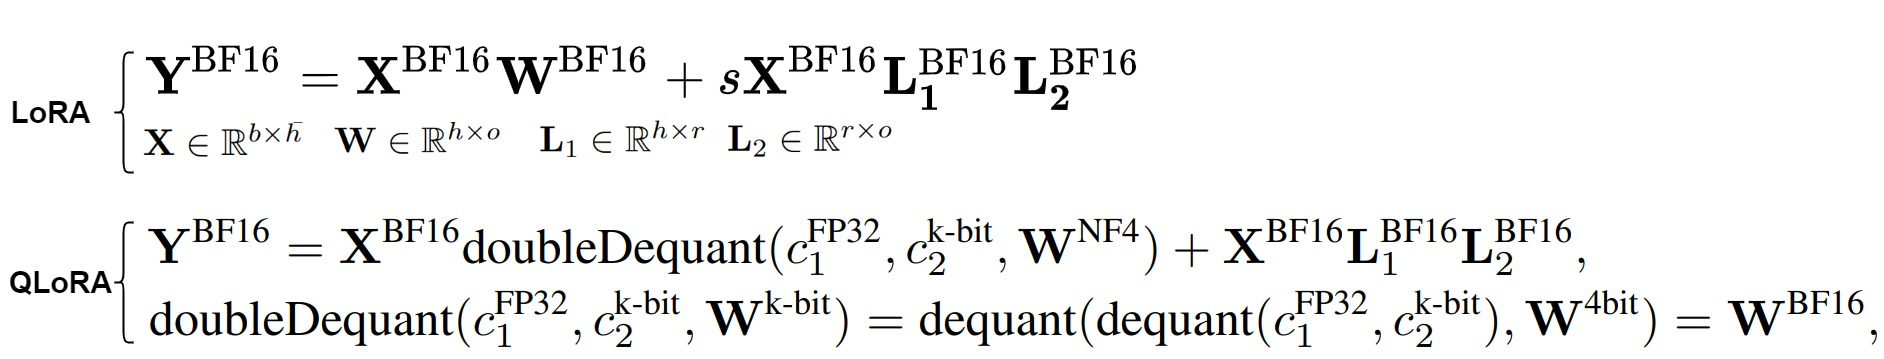 Y^BF16 = X^BF16 W^BF16 + sX^BF16 L_1^BF16 L_2^BF16
LoRA
X ∈ ℝ^{b×h} W ∈ ℝ^{h×o} L_1 ∈ ℝ^{h×r} L_2 ∈ ℝ^{r×o}
Y^BF16 = X^BF16 doubleDequant(c_1^FP32, c_2^k-bit, W^NF4) + X^BF16 L_1^BF16 L_2^BF16,
QLoRA
doubleDequant(c_1^FP32, c_2^k-bit, W^k-bit) = dequant(dequant(c_1^FP32, c_2^k-bit), W^4bit) = W^BF16,